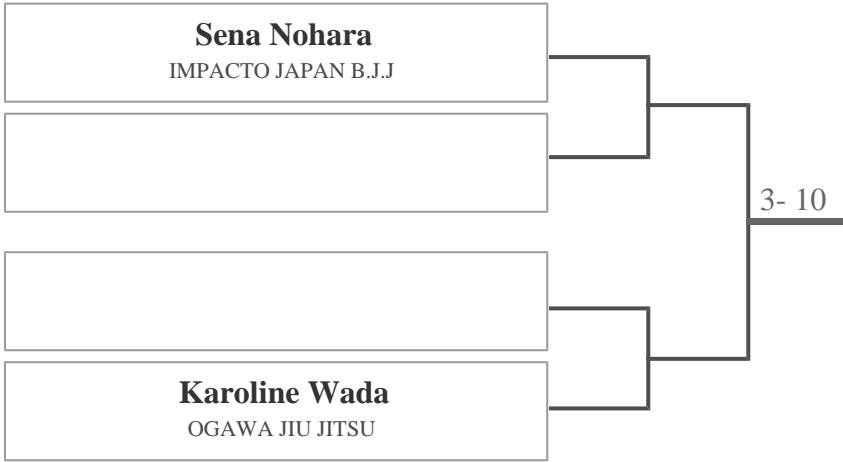 Sena Nohara
IMPACTO JAPAN B.J.J
3- 10
Karoline Wada
OGAWA JIU JITSU